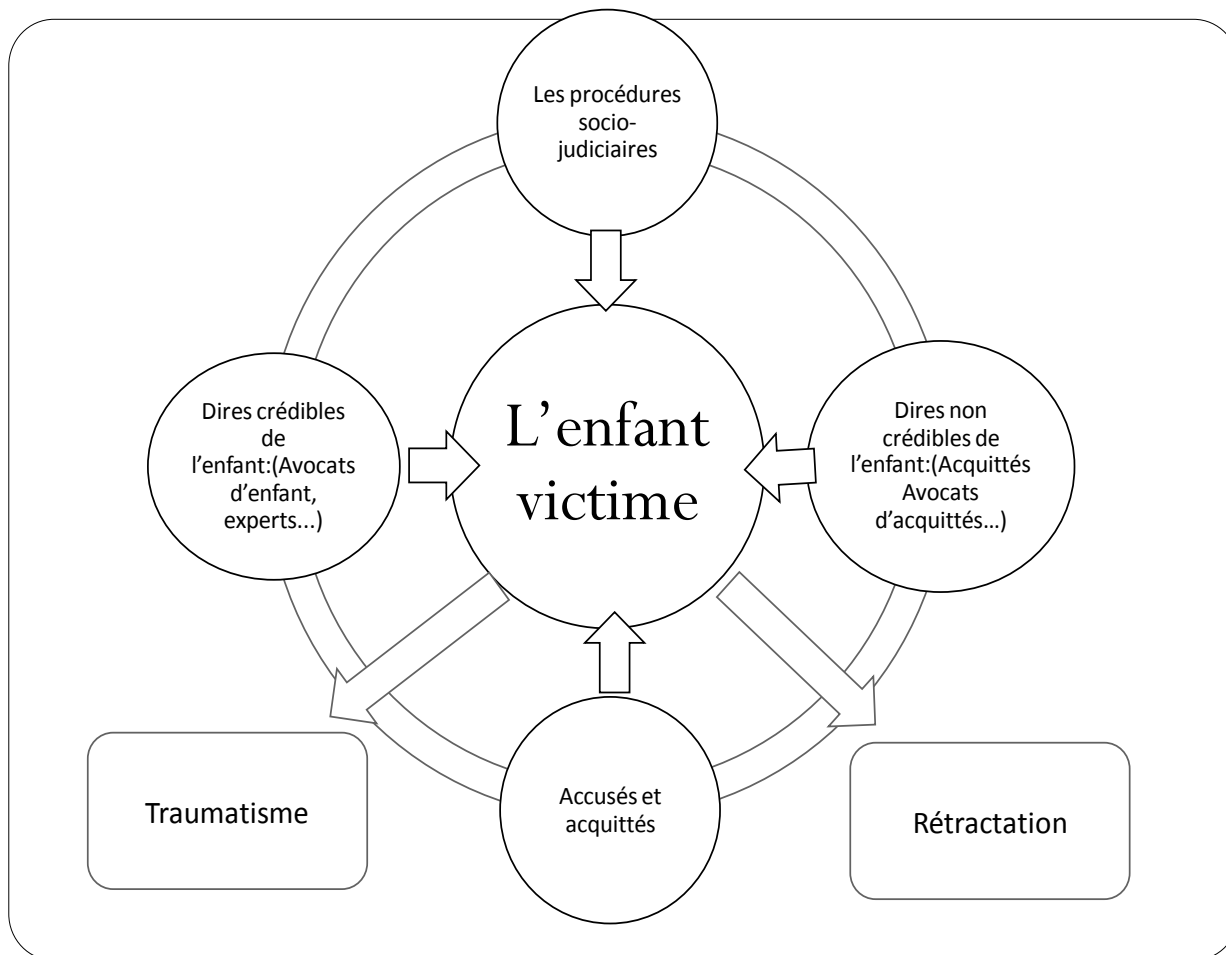 Les procédures
socio-
judiciaires
Dires crédibles
de
l'enfant:(Avocats
d'enfant,
experts...)
L'enfant
victime
Dires non
crédibles de
l'enfant:(Acquittés
Avocats
d'acquittés...)
Traumatisme
Accusés et
acquittés
Rétractation